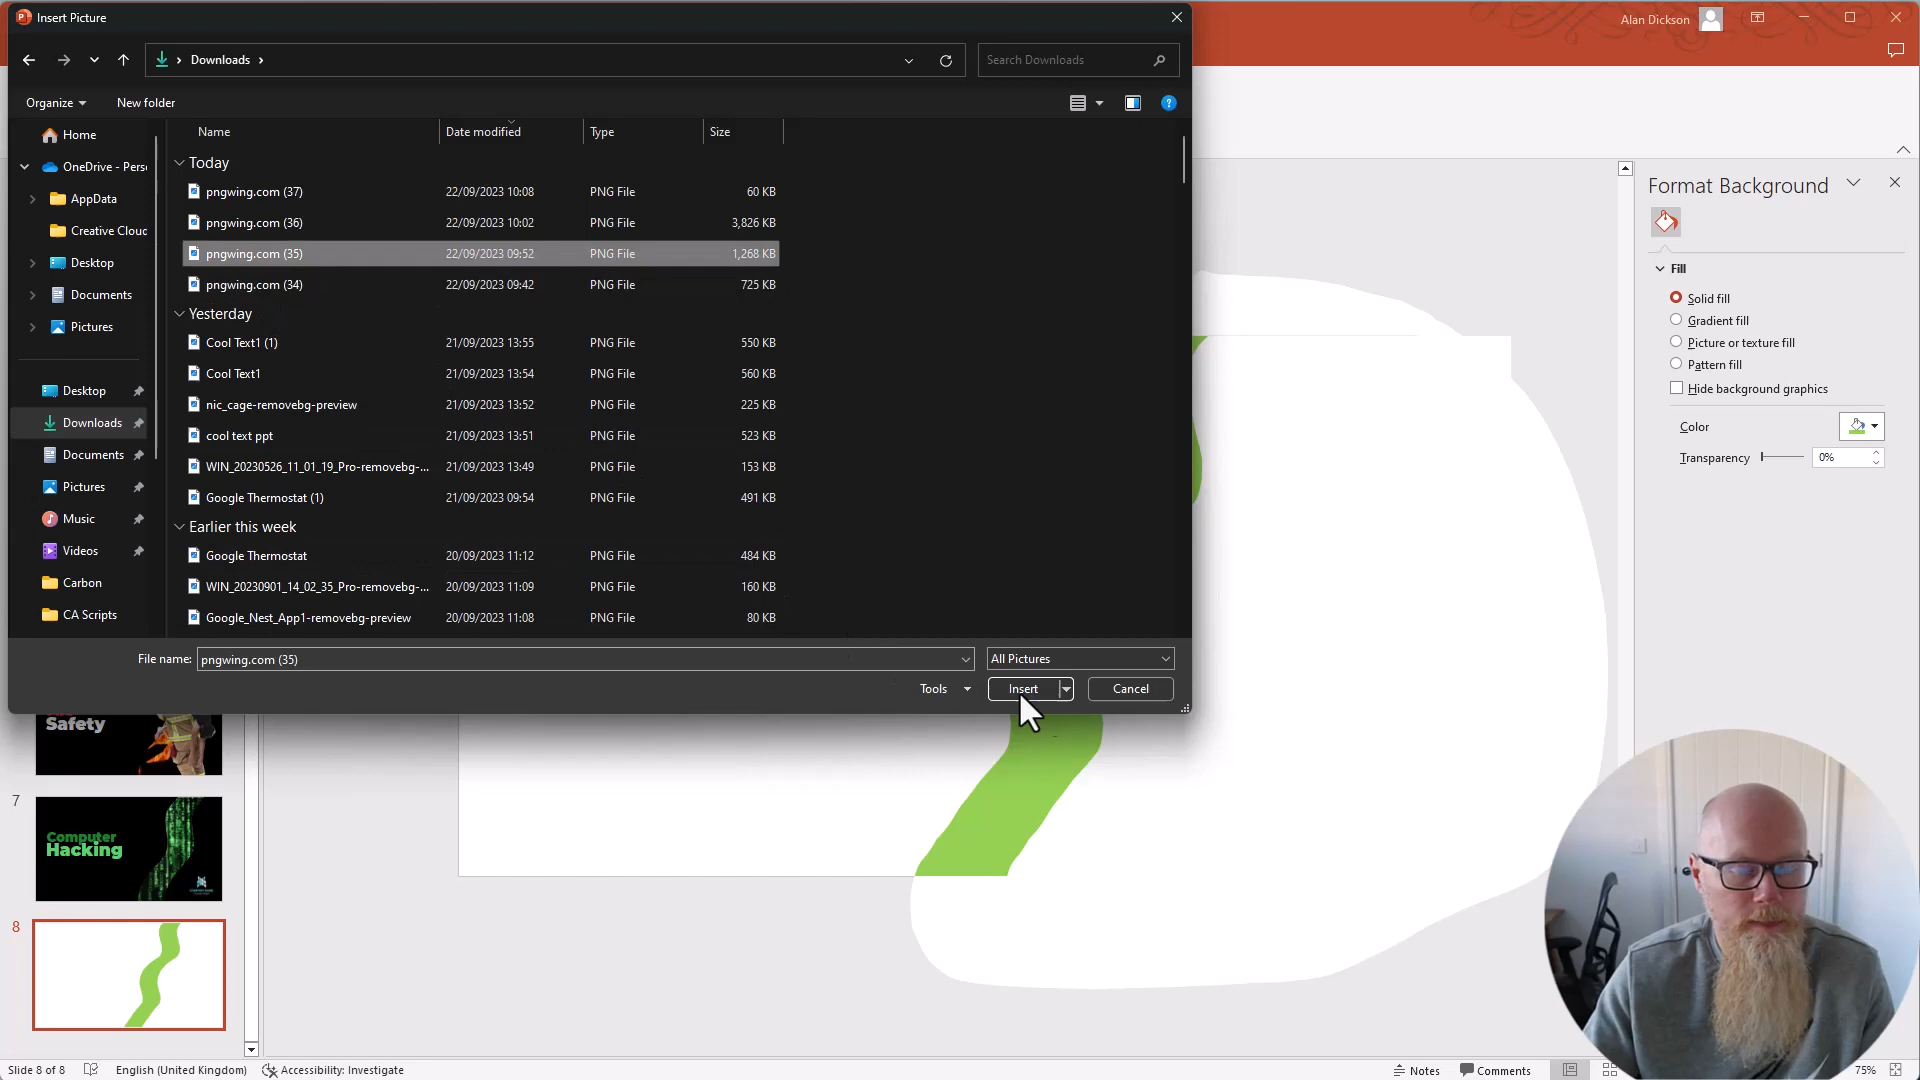 Insert Picture
Alan Dickson
Downloads
Search Downloads
Organize
New folder
Home
OneDrive - Pers
AppData
Creative Cloud
Desktop
Documents
Pictures
Desktop
Downloads
Documents
Pictures
Music
Videos
Carbon
CA Scripts
Name Date modified Type Size
Today
pngwing.com (37) 22/09/2023 10:08 PNG File 60 KB
pngwing.com (36) 22/09/2023 10:02 PNG File 3,826 KB
pngwing.com (35) 22/09/2023 09:52 PNG File 1,268 KB
pngwing.com (34) 22/09/2023 09:42 PNG File 725 KB
Yesterday
Cool Text1 (1) 21/09/2023 13:55 PNG File 550 KB
Cool Text1 21/09/2023 13:54 PNG File 560 KB
nic_cage-removebg-preview 21/09/2023 13:52 PNG File 225 KB
cool text ppt 21/09/2023 13:51 PNG File 523 KB
WIN_20230526_11_01_19_Pro-removebg-... 21/09/2023 13:49 PNG File 153 KB
Google Thermostat (1) 21/09/2023 09:54 PNG File 491 KB
Earlier this week
Google Thermostat 20/09/2023 11:12 PNG File 484 KB
WIN_20230901_14_02_35_Pro-removebg-... 20/09/2023 11:09 PNG File 160 KB
Google_Nest_App1-removebg-preview 20/09/2023 11:08 PNG File 80 KB
File name: pngwing.com (35) All Pictures
Tools Insert Cancel
Format Background
Fill
Solid fill
Gradient fill
Picture or texture fill
Pattern fill
Hide background graphics
Color
Transparency 0%
Safety
7
Computer
Hacking
8
Slide 8 of 8 English (United Kingdom) Accessibility: Investigate Notes Comments 75%